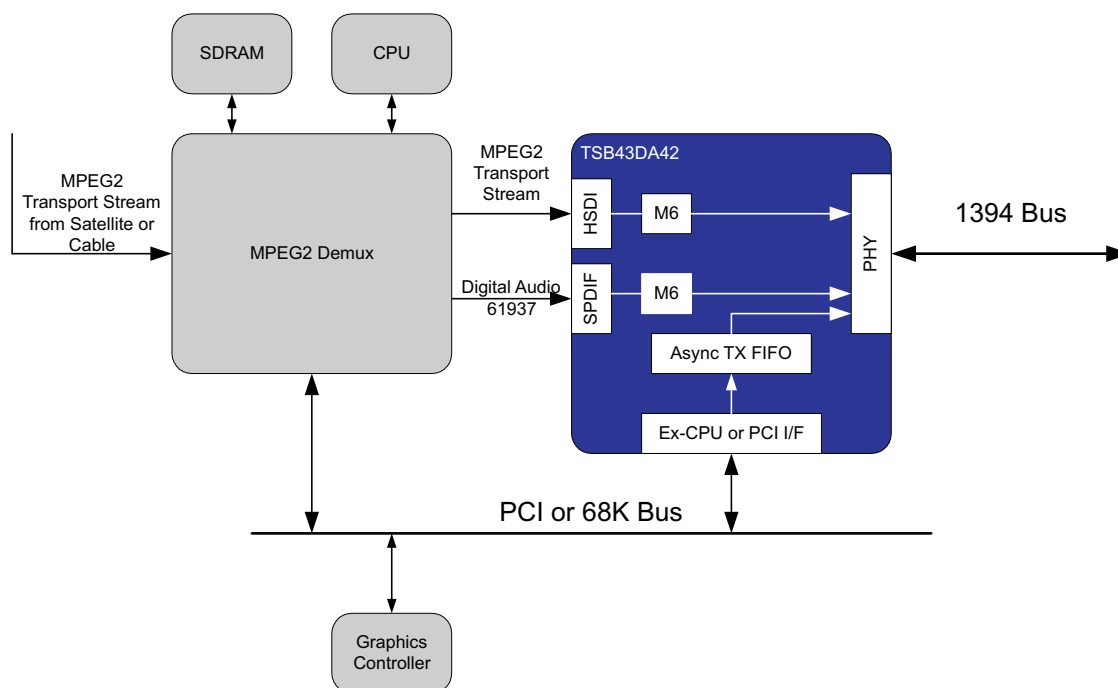 SDRAM
CPU
MPEG2
Transport Stream
from Satellite or
Cable
MPEG2 Demux
MPEG2
Transport
Stream
Digital Audio
61937
TSB43DA42
HSDI
M6
SPDIF
M6
PHY
Async TX FIFO
Ex-CPU or PCI I/F
1394 Bus
PCI or 68K Bus
Graphics
Controller